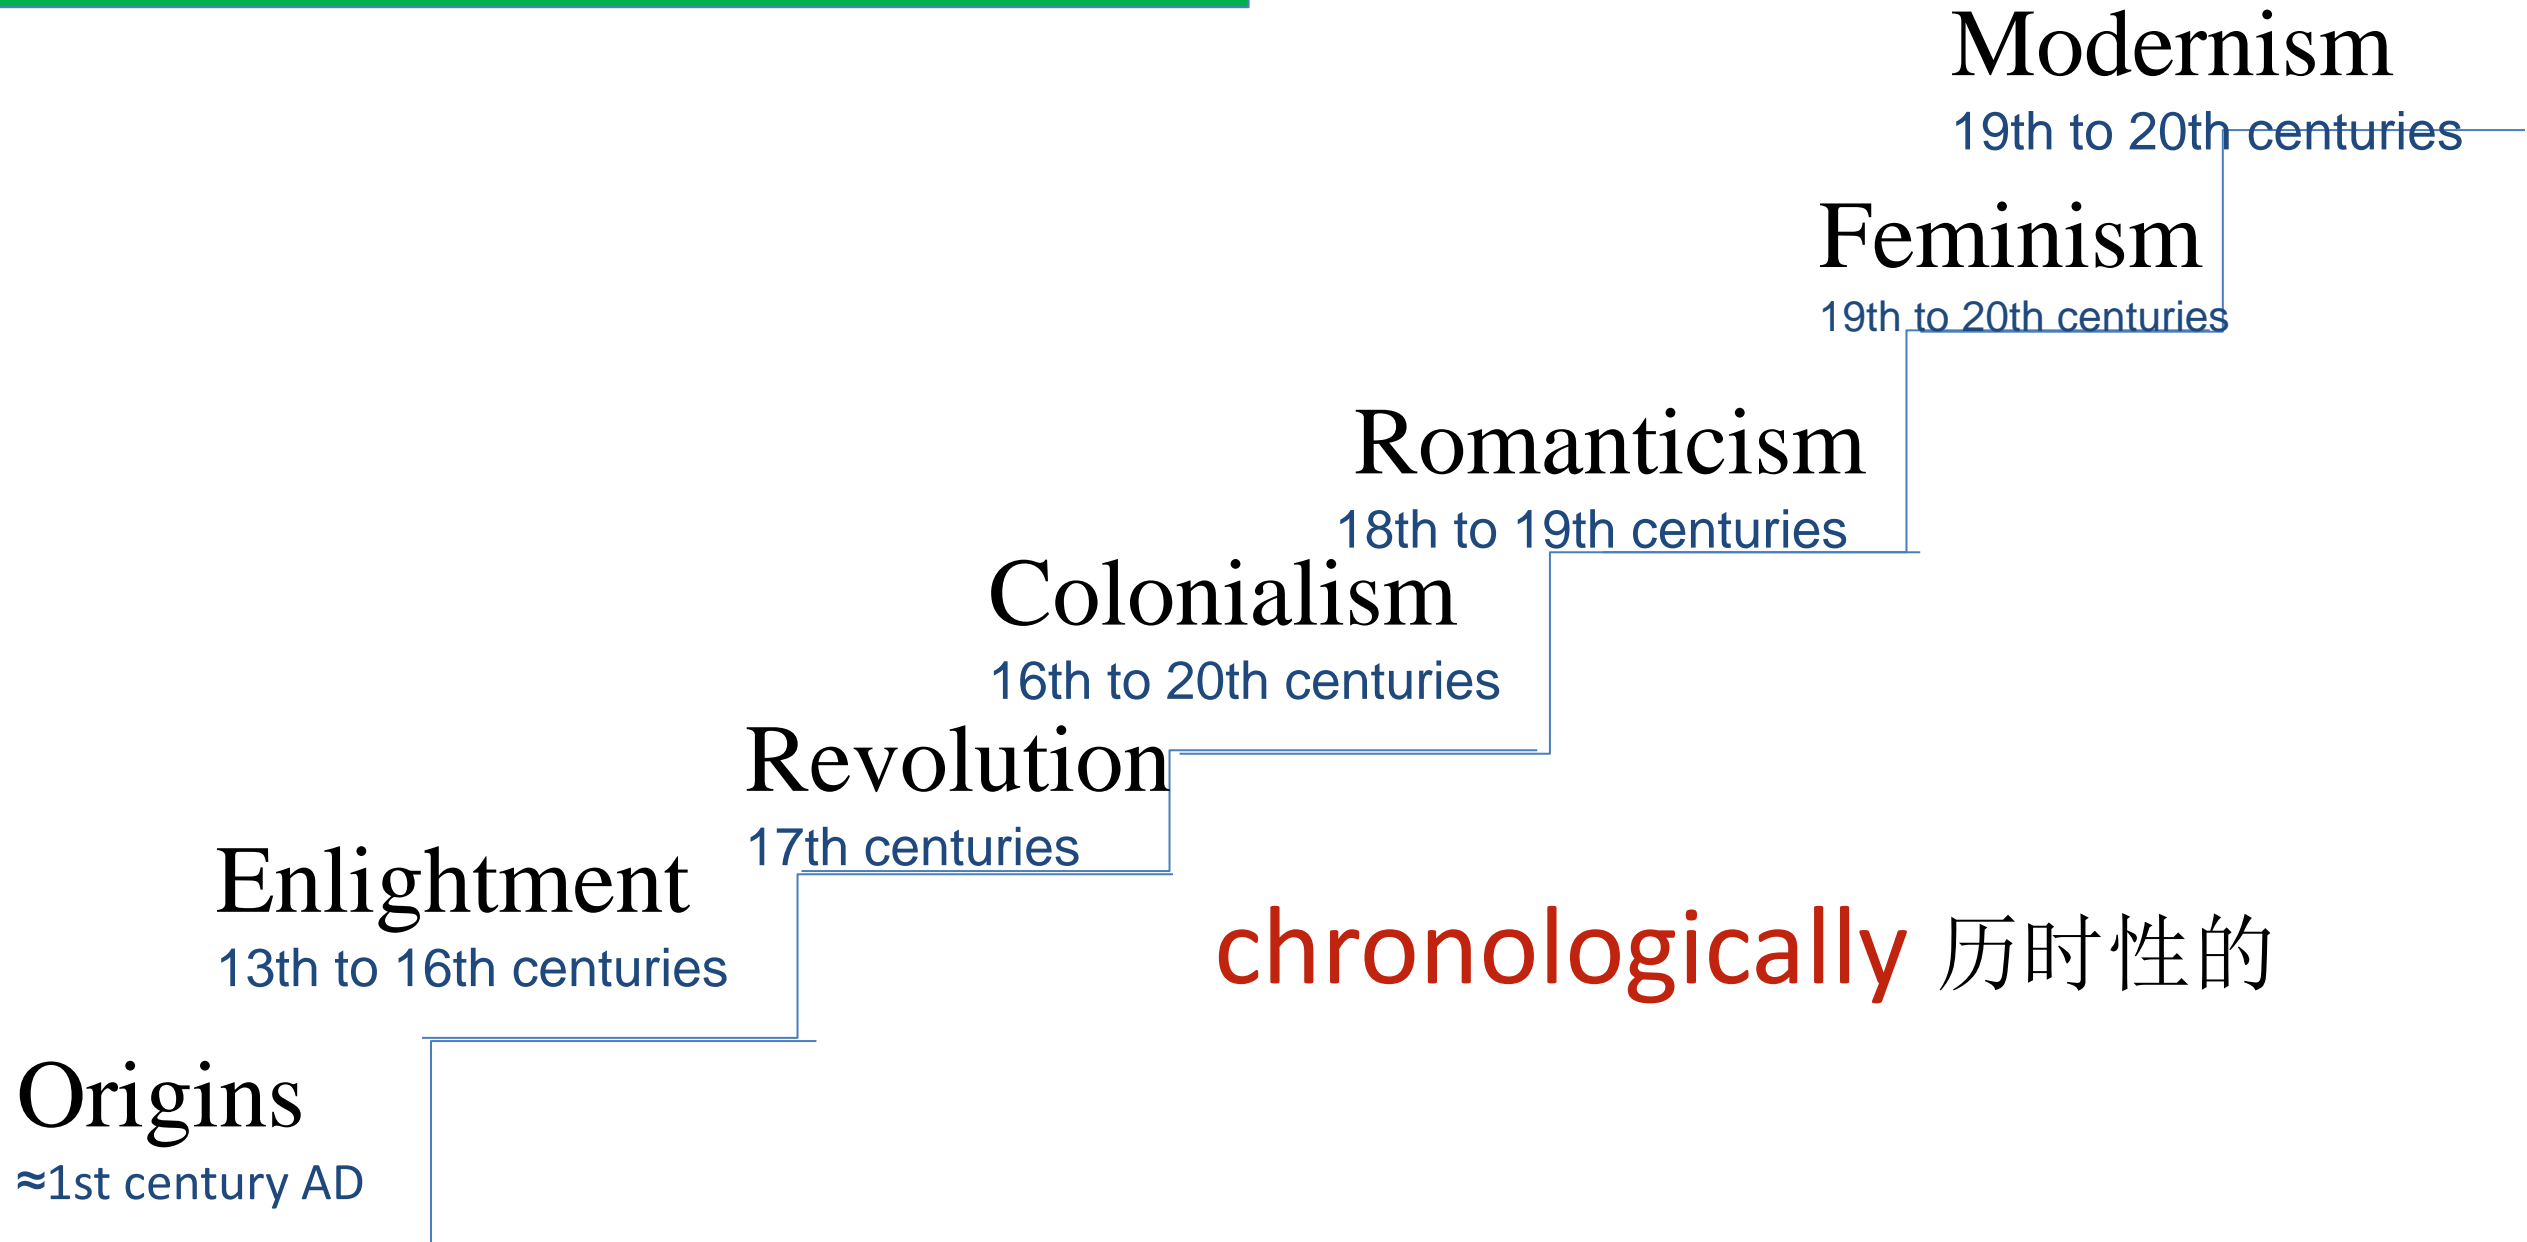 Modernism
19th to 20th centuries
Feminism
19th to 20th centuries
Romanticism
18th to 19th centuries
Colonialism
16th to 20th centuries
Revolution
17th centuries
Enlightment
13th to 16th centuries
chronologically 历时性的
Origins
≈1st century AD